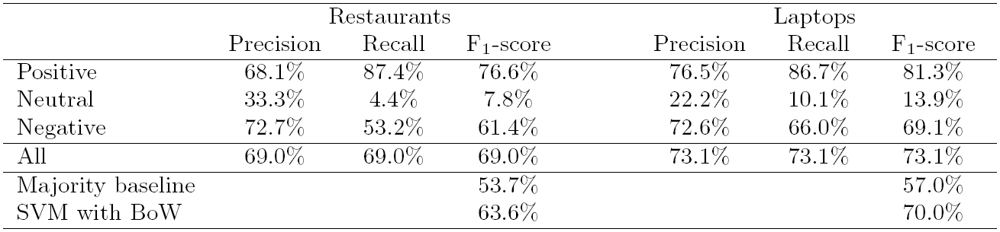 Restaurants Laptops
Precision Recall F₁-score Precision Recall F₁-score
Positive 68.1% 87.4% 76.6% 76.5% 86.7% 81.3%
Neutral 33.3% 4.4% 7.8% 22.2% 10.1% 13.9%
Negative 72.7% 53.2% 61.4% 72.6% 66.0% 69.1%
All 69.0% 69.0% 69.0% 73.1% 73.1% 73.1%
Majority baseline 53.7% 57.0%
SVM with BoW 63.6% 70.0%